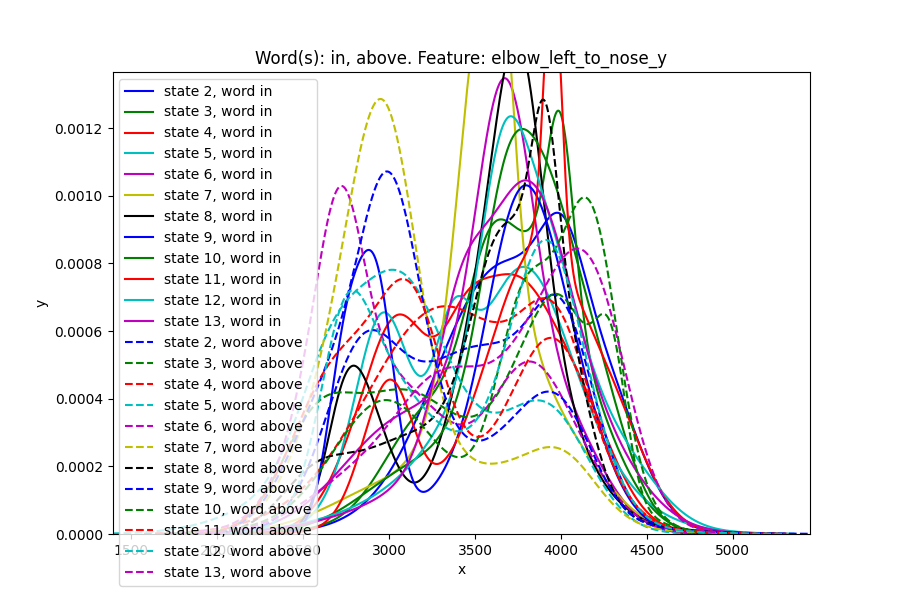 Word(s): in, above. Feature: elbow_left_to_nose_y
y
0.0012
0.0010
0.0008
0.0006
0.0004
0.0002
0.0000
state 2, word in
state 3, word in
state 4, word in
state 5, word in
state 6, word in
state 7, word in
state 8, word in
state 9, word in
state 10, word in
state 11, word in
state 12, word in
state 13, word in
state 2, word above
state 3, word above
state 4, word above
state 5, word above
state 6, word above
state 7, word above
state 8, word above
state 9, word above
state 10, word above
state 11, word above
state 12, word above
state 13, word above
1500 2000 2500 3000 3500 4000 4500 5000
x